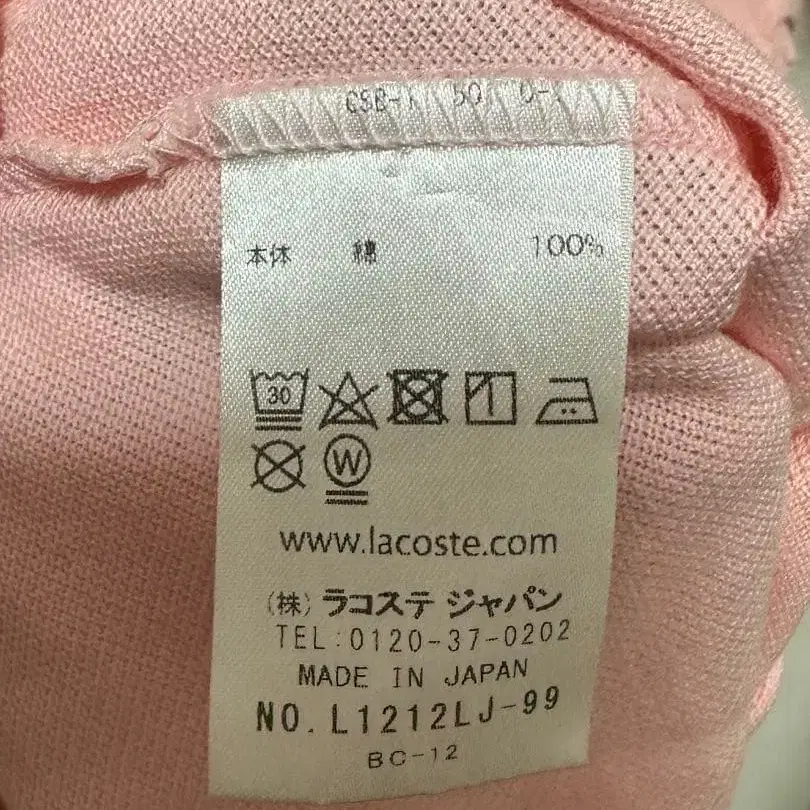 本体 綿 100%
30
W
www.lacoste.com
(株)ラコステ ジャパン
TEL:0120-37-0202
MADE IN JAPAN
NO.L1212LJ-99
BC-12